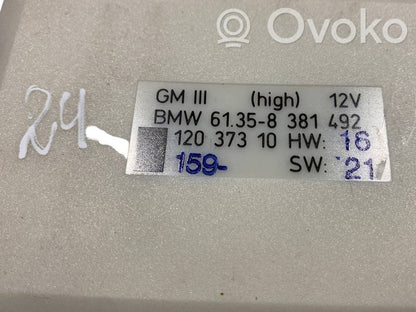 Ovoko
24
GM III (high) 12V
BMW 61.35-8 381 492
120 373 10 HW: 16
159- SW: 21